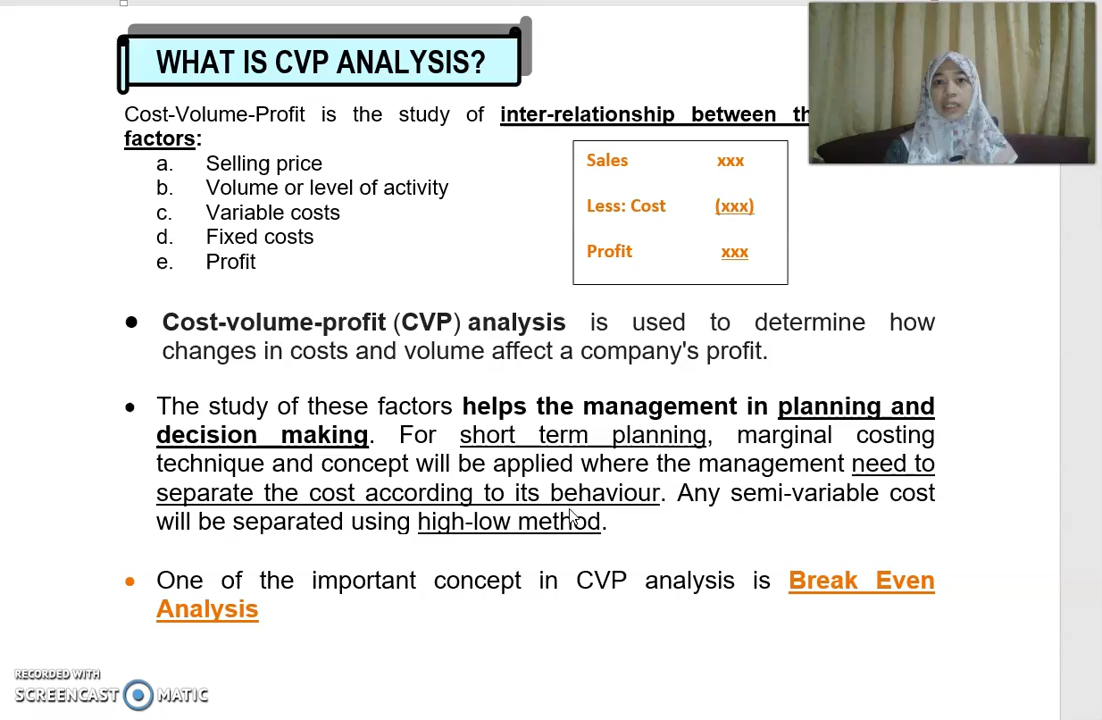 WHAT IS CVP ANALYSIS?
Cost-Volume-Profit is the study of inter-relationship between
factors:
a. Selling price
b. Volume or level of activity
c. Variable costs
d. Fixed costs
e. Profit
Sales xxx
Less: Cost (xxx)
Profit xxx
● Cost-volume-profit (CVP) analysis is used to determine how
changes in costs and volume affect a company's profit.
● The study of these factors helps the management in planning and
decision making. For short term planning, marginal costing
technique and concept will be applied where the management need to
separate the cost according to its behaviour. Any semi-variable cost
will be separated using high-low method.
● One of the important concept in CVP analysis is Break Even
Analysis
RECORDED WITH
SCREENCAST MATIC